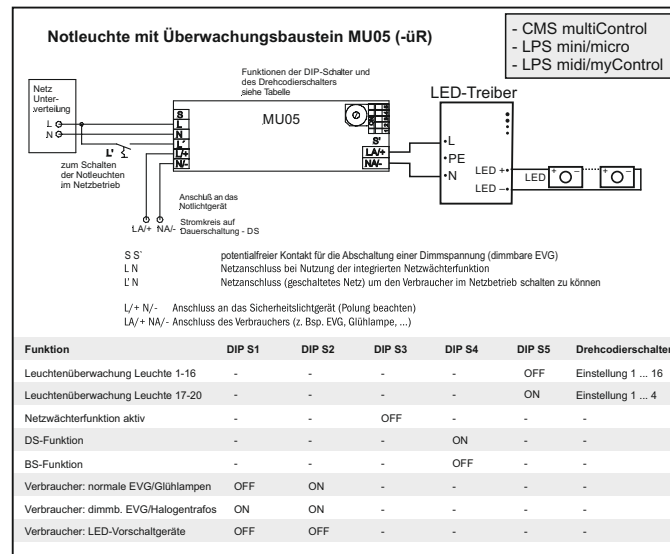 Notleuchte mit Überwachungsbaustein MU05 (-üR)
- CMS multiControl
- LPS mini/micro
- LPS midi/myControl
Netz
Unter-
verteilung
L
N
L'
zum Schalten
der Notleuchten
im Netzbetrieb
Funktionen der DIP-Schalter und
des Drehcodierschalters
siehe Tabelle
S
L
N
L´
L/+
N/-
MU05
ON
1 2 3 4 5
S'
LA/+
NA/-
LED-Treiber
L
PE
N
LED +
LED –
LED
+ –
+ –
Anschluß an das
Notlichtgerät
LA/+ NA/-
Stromkreis auf
Dauerschaltung - DS
S S` potentialfreier Kontakt für die Abschaltung einer Dimmspannung (dimmbare EVG)
L N Netzanschluss bei Nutzung der integrierten Netzwächterfunktion
L' N Netzanschluss (geschaltetes Netz) um den Verbraucher im Netzbetrieb schalten zu können
L/+ N/- Anschluss an das Sicherheitslichtgerät (Polung beachten)
LA/+ NA/- Anschluss des Verbrauchers (z. Bsp. EVG, Glühlampe, ...)
Funktion DIP S1 DIP S2 DIP S3 DIP S4 DIP S5 Drehcodierschalter
Leuchtenüberwachung Leuchte 1-16 - - - - OFF Einstellung 1 ... 16
Leuchtenüberwachung Leuchte 17-20 - - - - ON Einstellung 1 ... 4
Netzwächterfunktion aktiv - - OFF - - -
DS-Funktion - - - ON - -
BS-Funktion - - - OFF - -
Verbraucher: normale EVG/Glühlampen OFF ON - - - -
Verbraucher: dimmb. EVG/Halogentrafos ON ON - - - -
Verbraucher: LED-Vorschaltgeräte OFF OFF - - - -